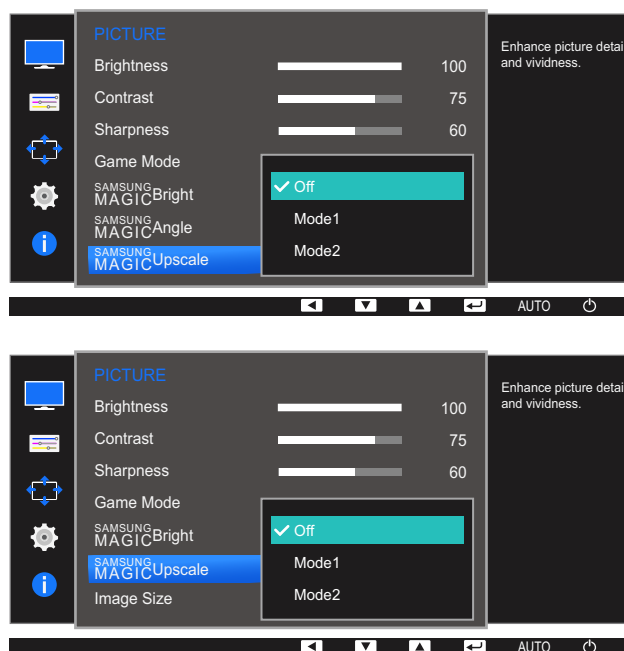 PICTURE
Brightness 100
Contrast 75
Sharpness 60
Game Mode
SAMSUNG
MAGICBright
SAMSUNG
MAGICAngle
SAMSUNG
MAGICUpscale
Off
Mode1
Mode2
Enhance picture detai
and vividness.
AUTO
PICTURE
Brightness 100
Contrast 75
Sharpness 60
Game Mode
SAMSUNG
MAGICBright
SAMSUNG
MAGICUpscale
Image Size
Off
Mode1
Mode2
Enhance picture detai
and vividness.
AUTO